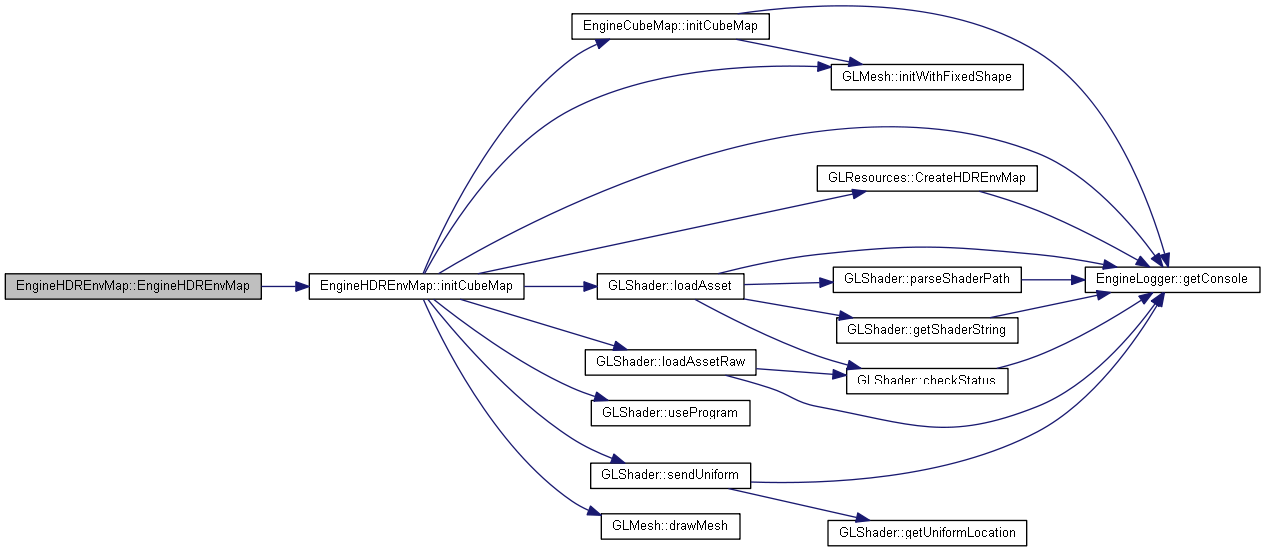 EngineCubeMap::initCubeMap
GLMesh::initWithFixedShape
GLResources::CreateHDREnvMap
EngineHDREnvMap::EngineHDREnvMap
EngineHDREnvMap::initCubeMap
GLShader::loadAsset
GLShader::parseShaderPath
EngineLogger::getConsole
GLShader::getShaderString
GLShader::loadAssetRaw
GLShader::checkStatus
GLShader::useProgram
GLShader::sendUniform
GLMesh::drawMesh
GLShader::getUniformLocation